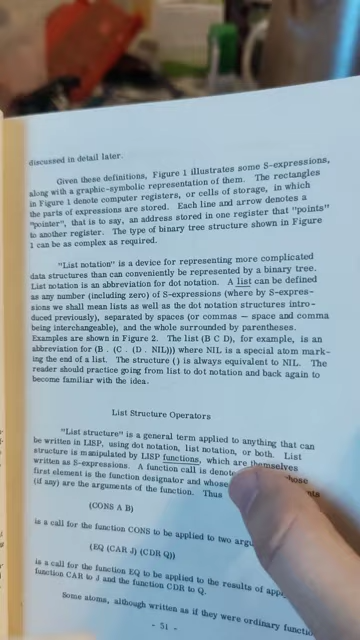 discussed in detail later.
Given these definitions, Figure 1 illustrates some S-expressions,
along with a graphic-symbolic representation of them. The rectangles
in Figure 1 denote computer registers, or cells of storage, in which
the parts of expressions are stored. Each line and arrow denotes a
"pointer", that is to say, an address stored in one register that "points"
to another register. The type of binary tree structure shown in Figure
1 can be as complex as required.
"List notation" is a device for representing more complicated
data structures than can conveniently be represented by a binary tree.
List notation is an abbreviation for dot notation. A list can be defined
as any number (including zero) of S-expressions (where by S-expres-
sions we shall mean lists as well as the dot notation structures intro-
duced previously), separated by spaces (or commas — space and comma
being interchangeable), and the whole surrounded by parentheses.
Examples are shown in Figure 2. The list (B C D), for example, is an
abbreviation for (B . (C . (D . NIL))) where NIL is a special atom mark-
ing the end of a list. The structure () is always equivalent to NIL. The
reader should practice going from list to dot notation and back again to
become familiar with the idea.
List Structure Operators
"List structure" is a general term applied to anything that can
be written in LISP, using dot notation, list notation, or both. List
structure is manipulated by LISP functions, which are themselves
written as S-expressions. A function call is denote
first element is the function designator and whose
(if any) are the arguments of the function. Thus
(CONS A B)
is a call for the function CONS to be applied to two argu
(EQ (CAR J) (CDR Q))
is a call for the function EQ to be applied to the results of app
function CAR to J and the function CDR to Q.
Some atoms, although written as if they were ordinary functio
- 51 -